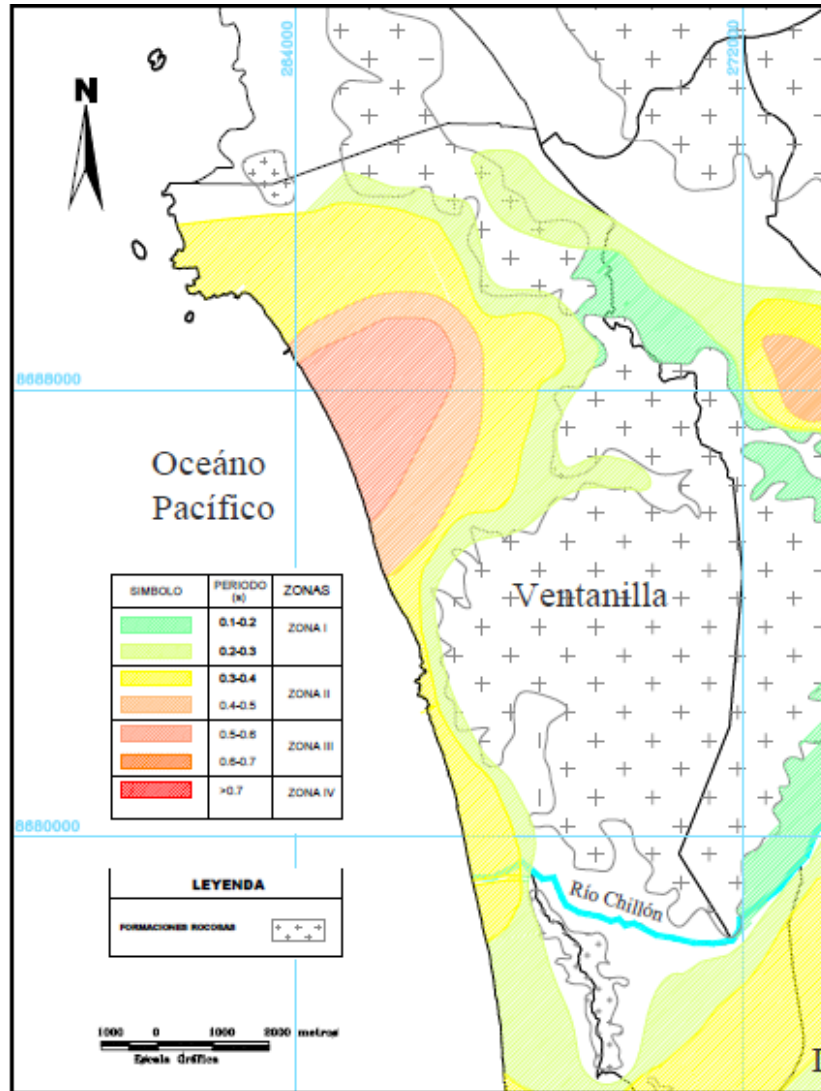 264000
272000
N
8688000
Oceáno
Pacífico
Ventanilla
SIMBOLO PERIODO (s) ZONAS
0.1-0.2 ZONA I
0.2-0.3
0.3-0.4 ZONA II
0.4-0.5
0.5-0.6 ZONA III
0.6-0.7
>0.7 ZONA IV
8680000
LEYENDA
FORMACIONES ROCOSAS
Río Chillón
1000 0 1000 2000 metros
Escala Gráfica